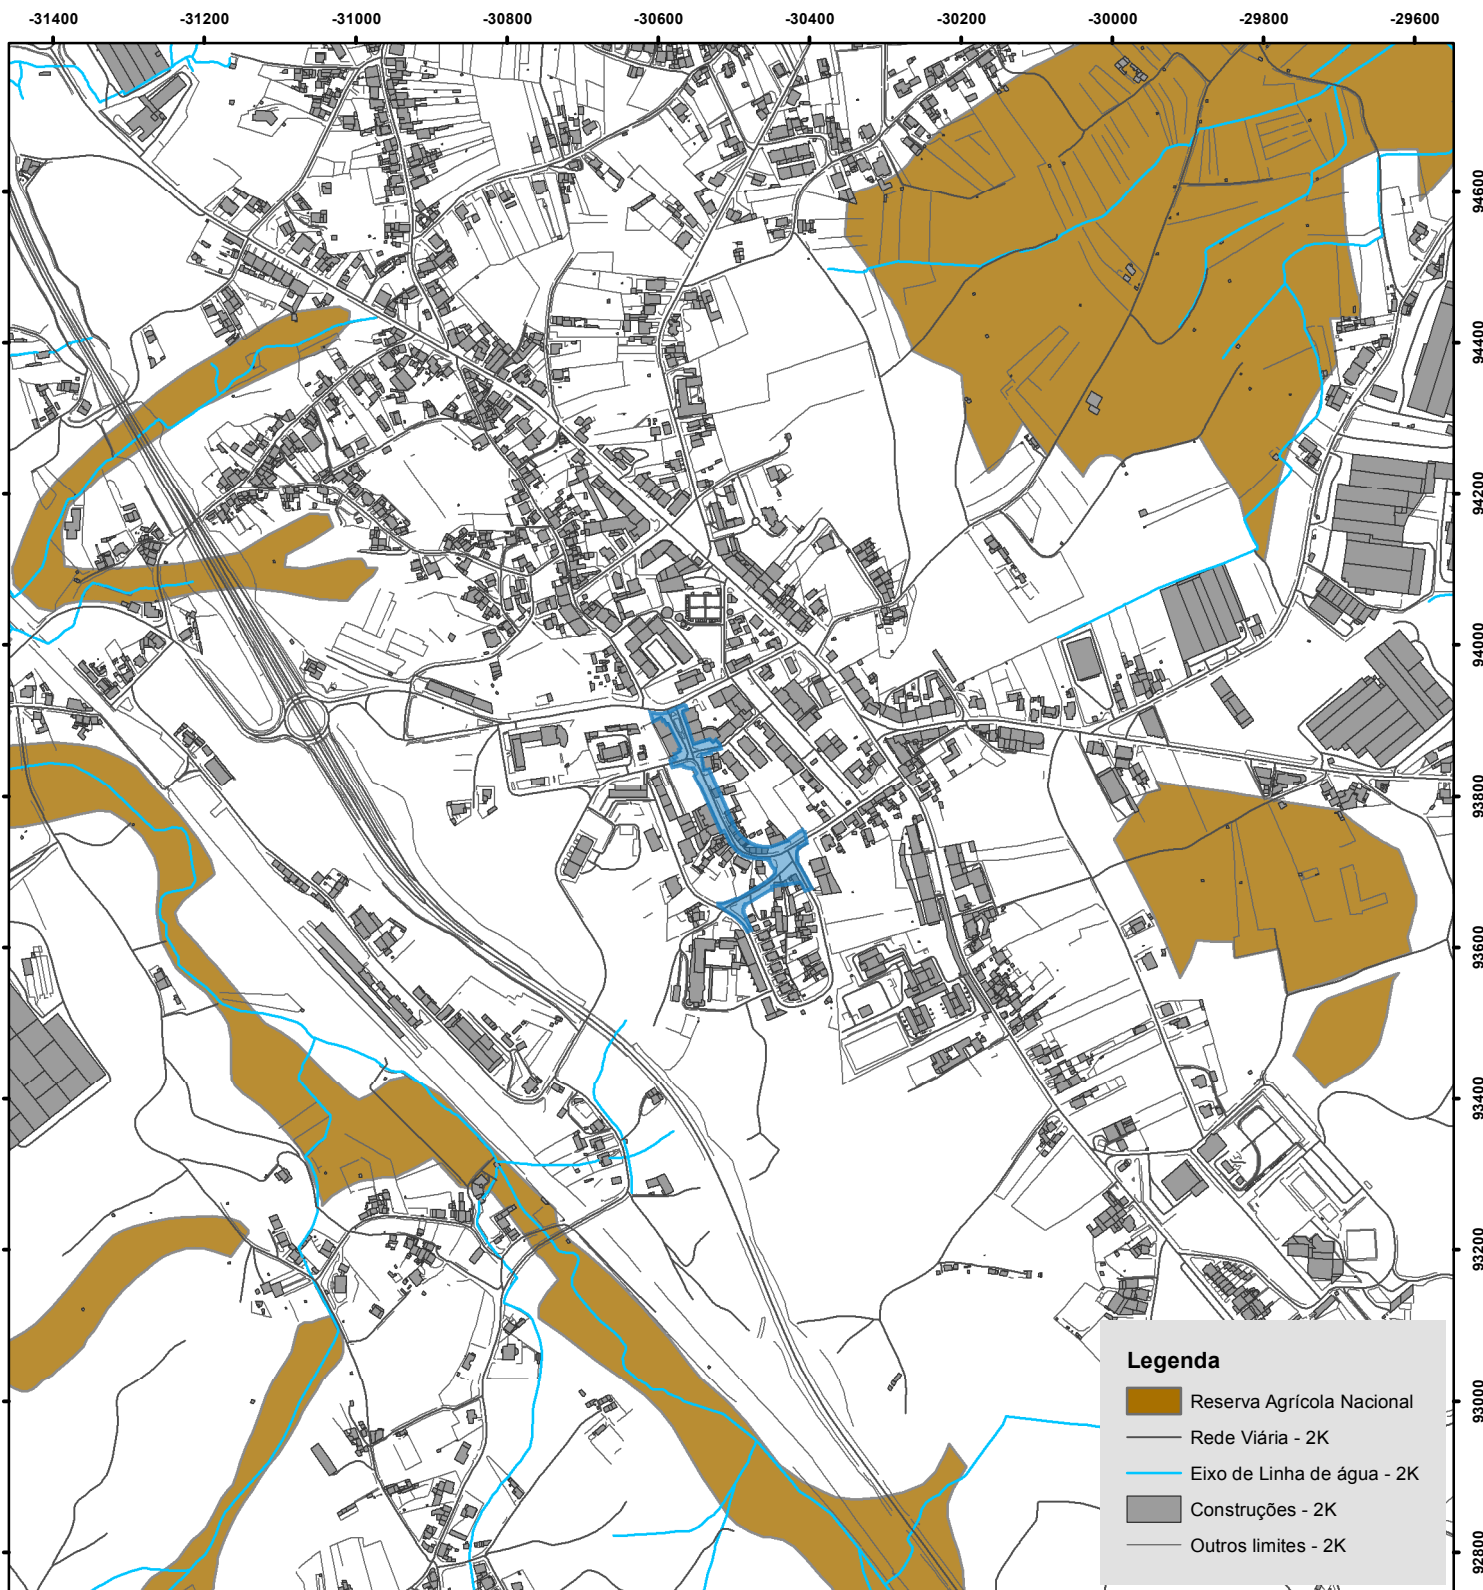 -31400 -31200 -31000 -30800 -30600 -30400 -30200 -30000 -29800 -29600
94600
94400
94200
94000
93800
93600
93400
93200
93000
92800
Legenda
Reserva Agrícola Nacional
Rede Viária - 2K
Eixo de Linha de água - 2K
Construções - 2K
Outros limites - 2K